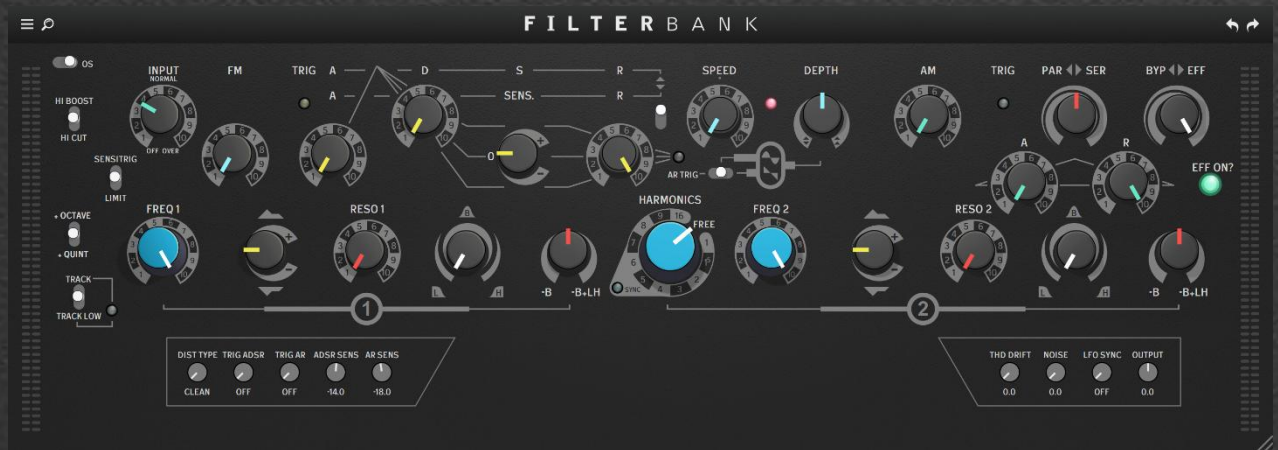 FILTERBANK
OS
INPUT FM TRIG A D S R SPEED DEPTH AM TRIG PAR SER BYP EFF
NORMAL
A SENS. R
HI BOOST
HI CUT
OFF OVER
0 + −
A R
SENSITRIG
LIMIT
AR TRIG
EFF ON?
+ OCTAVE
+ QUINT
FREQ 1 RESO 1 B HARMONICS FREQ 2 RESO 2 B
FREE
+ −
+ −
L H -B -B+LH SYNC L H -B -B+LH
TRACK
TRACK LOW
1 2
DIST TYPE TRIG ADSR TRIG AR ADSR SENS AR SENS
CLEAN OFF OFF -14.0 -18.0
THD DRIFT NOISE LFO SYNC OUTPUT
0.0 0.0 OFF 0.0